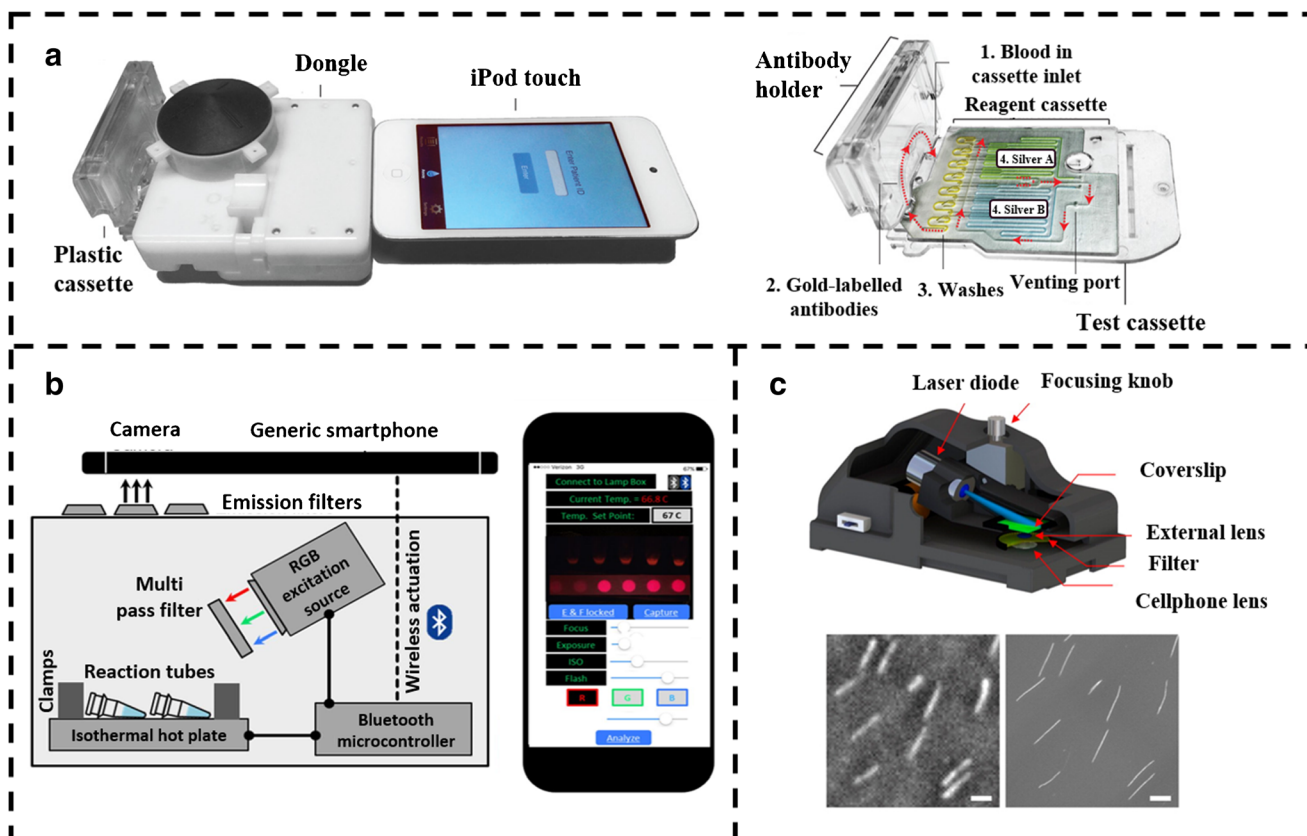 a
Dongle
iPod touch
Plastic
cassette
Enter Patient ID
Enter
Antibody
holder
1. Blood in
cassette inlet
Reagent cassette
4. Silver A
4. Silver B
2. Gold-labelled
antibodies
3. Washes
Venting port
Test cassette
b
Camera
Generic smartphone
Emission filters
Multi
pass filter
RGB
excitation
source
Wireless actuation
Clamps
Reaction tubes
Isothermal hot plate
Bluetooth
microcontroller
Verizon 3G
67%
Connect to Lamp Box
Current Temp. = 66.8 C
Temp. Set Point:
67 C
E & F locked
Capture
Focus
Exposure
ISO
Flash
R
G
B
Analyze
c
Laser diode
Focusing knob
Coverslip
External lens
Filter
Cellphone lens